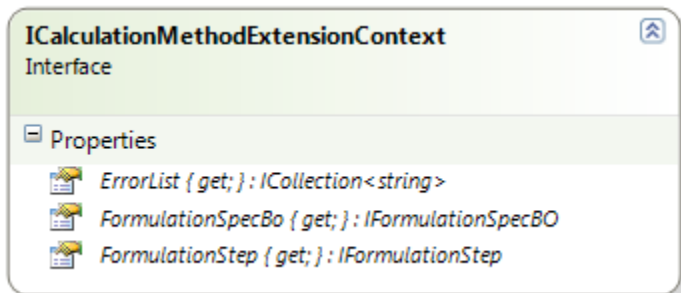 ICalculationMethodExtensionContext
Interface
Properties
ErrorList { get; } : ICollection<string>
FormulationSpecBo { get; } : IFormulationSpecBO
FormulationStep { get; } : IFormulationStep